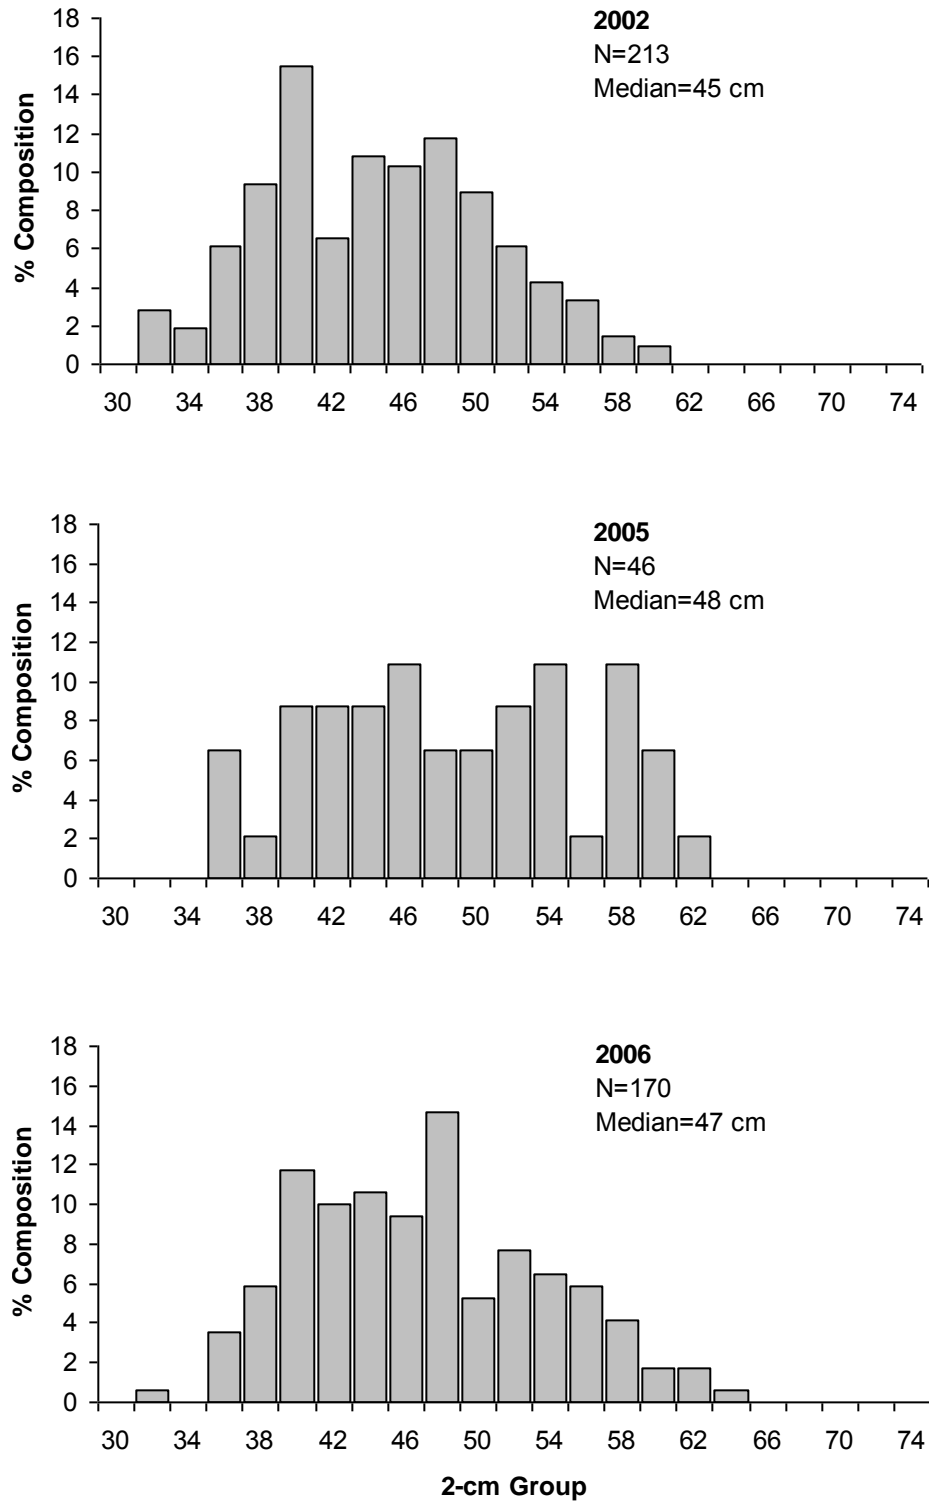 2002
N=213
Median=45 cm
% Composition
18
16
14
12
10
8
6
4
2
0
30 34 38 42 46 50 54 58 62 66 70 74
2005
N=46
Median=48 cm
% Composition
18
16
14
12
10
8
6
4
2
0
30 34 38 42 46 50 54 58 62 66 70 74
2006
N=170
Median=47 cm
% Composition
18
16
14
12
10
8
6
4
2
0
30 34 38 42 46 50 54 58 62 66 70 74
2-cm Group